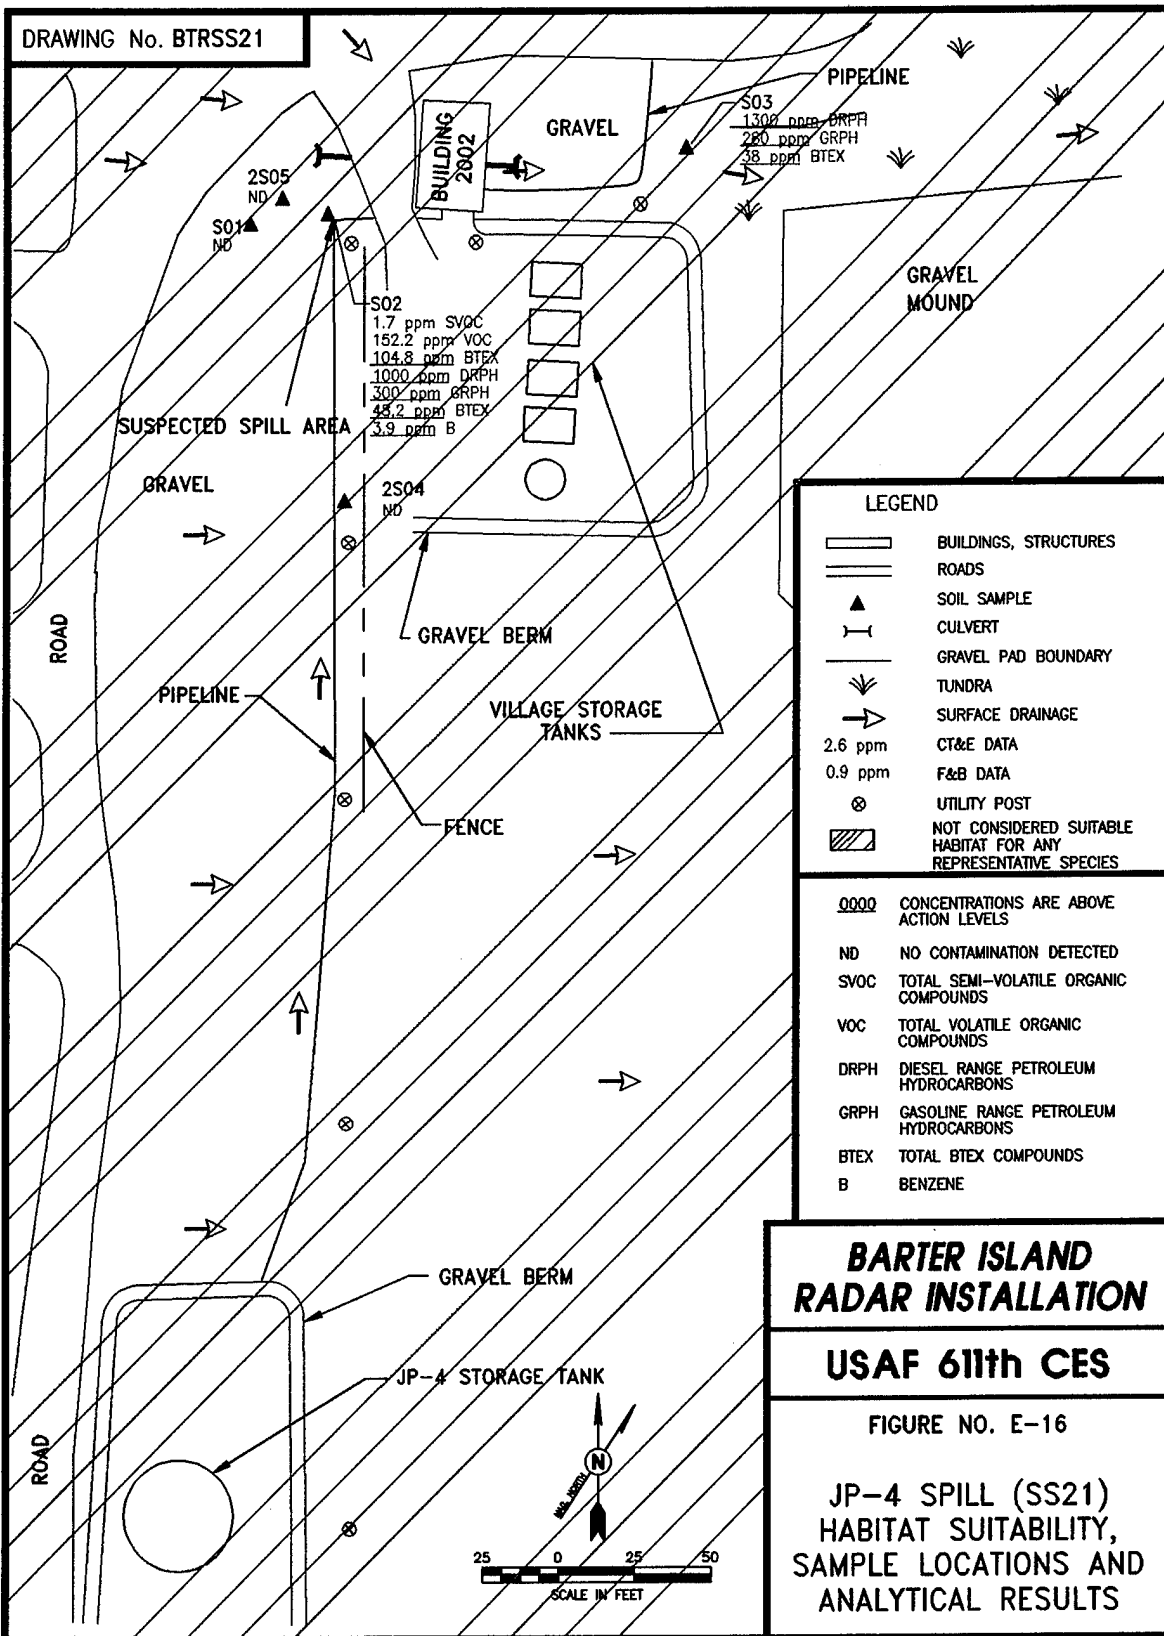 DRAWING No. BTRSS21
PIPELINE
S03
1300 ppm DRPH
280 ppm GRPH
38 ppm BTEX
GRAVEL
BUILDING
2002
2S05
ND
S01
ND
GRAVEL
MOUND
S02
1.7 ppm SVOC
152.2 ppm VOC
104.8 ppm BTEX
1000 ppm DRPH
300 ppm GRPH
48.2 ppm BTEX
3.9 ppm B
SUSPECTED SPILL AREA
GRAVEL
2S04
ND
ROAD
GRAVEL BERM
PIPELINE
VILLAGE STORAGE
TANKS
FENCE
LEGEND
BUILDINGS, STRUCTURES
ROADS
SOIL SAMPLE
CULVERT
GRAVEL PAD BOUNDARY
TUNDRA
SURFACE DRAINAGE
2.6 ppm CT&E DATA
0.9 ppm F&B DATA
UTILITY POST
NOT CONSIDERED SUITABLE
HABITAT FOR ANY
REPRESENTATIVE SPECIES
0000 CONCENTRATIONS ARE ABOVE
ACTION LEVELS
ND NO CONTAMINATION DETECTED
SVOC TOTAL SEMI-VOLATILE ORGANIC
COMPOUNDS
VOC TOTAL VOLATILE ORGANIC
COMPOUNDS
DRPH DIESEL RANGE PETROLEUM
HYDROCARBONS
GRPH GASOLINE RANGE PETROLEUM
HYDROCARBONS
BTEX TOTAL BTEX COMPOUNDS
B BENZENE
GRAVEL BERM
JP-4 STORAGE TANK
ROAD
MAG. NORTH
N
25 0 25 50
SCALE IN FEET
BARTER ISLAND
RADAR INSTALLATION
USAF 611th CES
FIGURE NO. E-16
JP-4 SPILL (SS21)
HABITAT SUITABILITY,
SAMPLE LOCATIONS AND
ANALYTICAL RESULTS